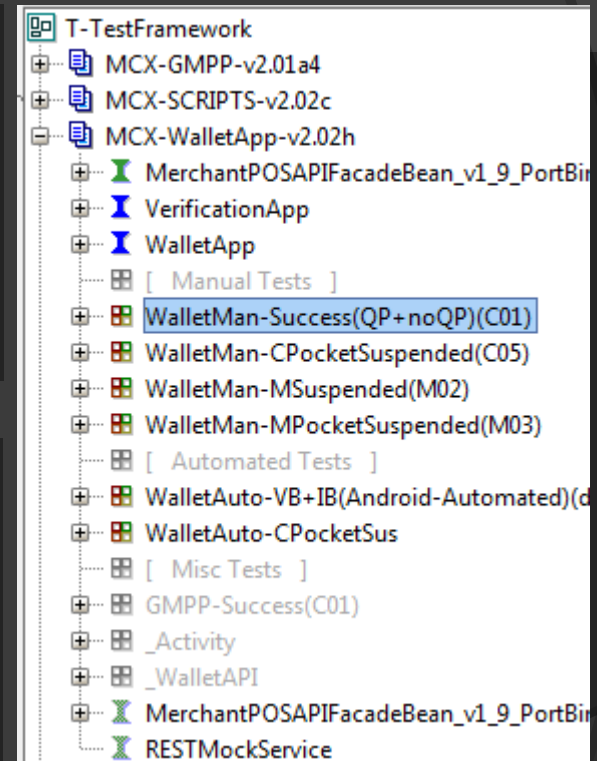 T-TestFramework
MCX-GMPP-v2.01a4
MCX-SCRIPTS-v2.02c
MCX-WalletApp-v2.02h
MerchantPOSAPIFacadeBean_v1_9_PortBin
VerificationApp
WalletApp
[ Manual Tests ]
WalletMan-Success(QP+noQP)(C01)
WalletMan-CPocketSuspended(C05)
WalletMan-MSuspended(M02)
WalletMan-MPocketSuspended(M03)
[ Automated Tests ]
WalletAuto-VB+IB(Android-Automated)(d
WalletAuto-CPocketSus
[ Misc Tests ]
GMPP-Success(C01)
_Activity
_WalletAPI
MerchantPOSAPIFacadeBean_v1_9_PortBin
RESTMockService